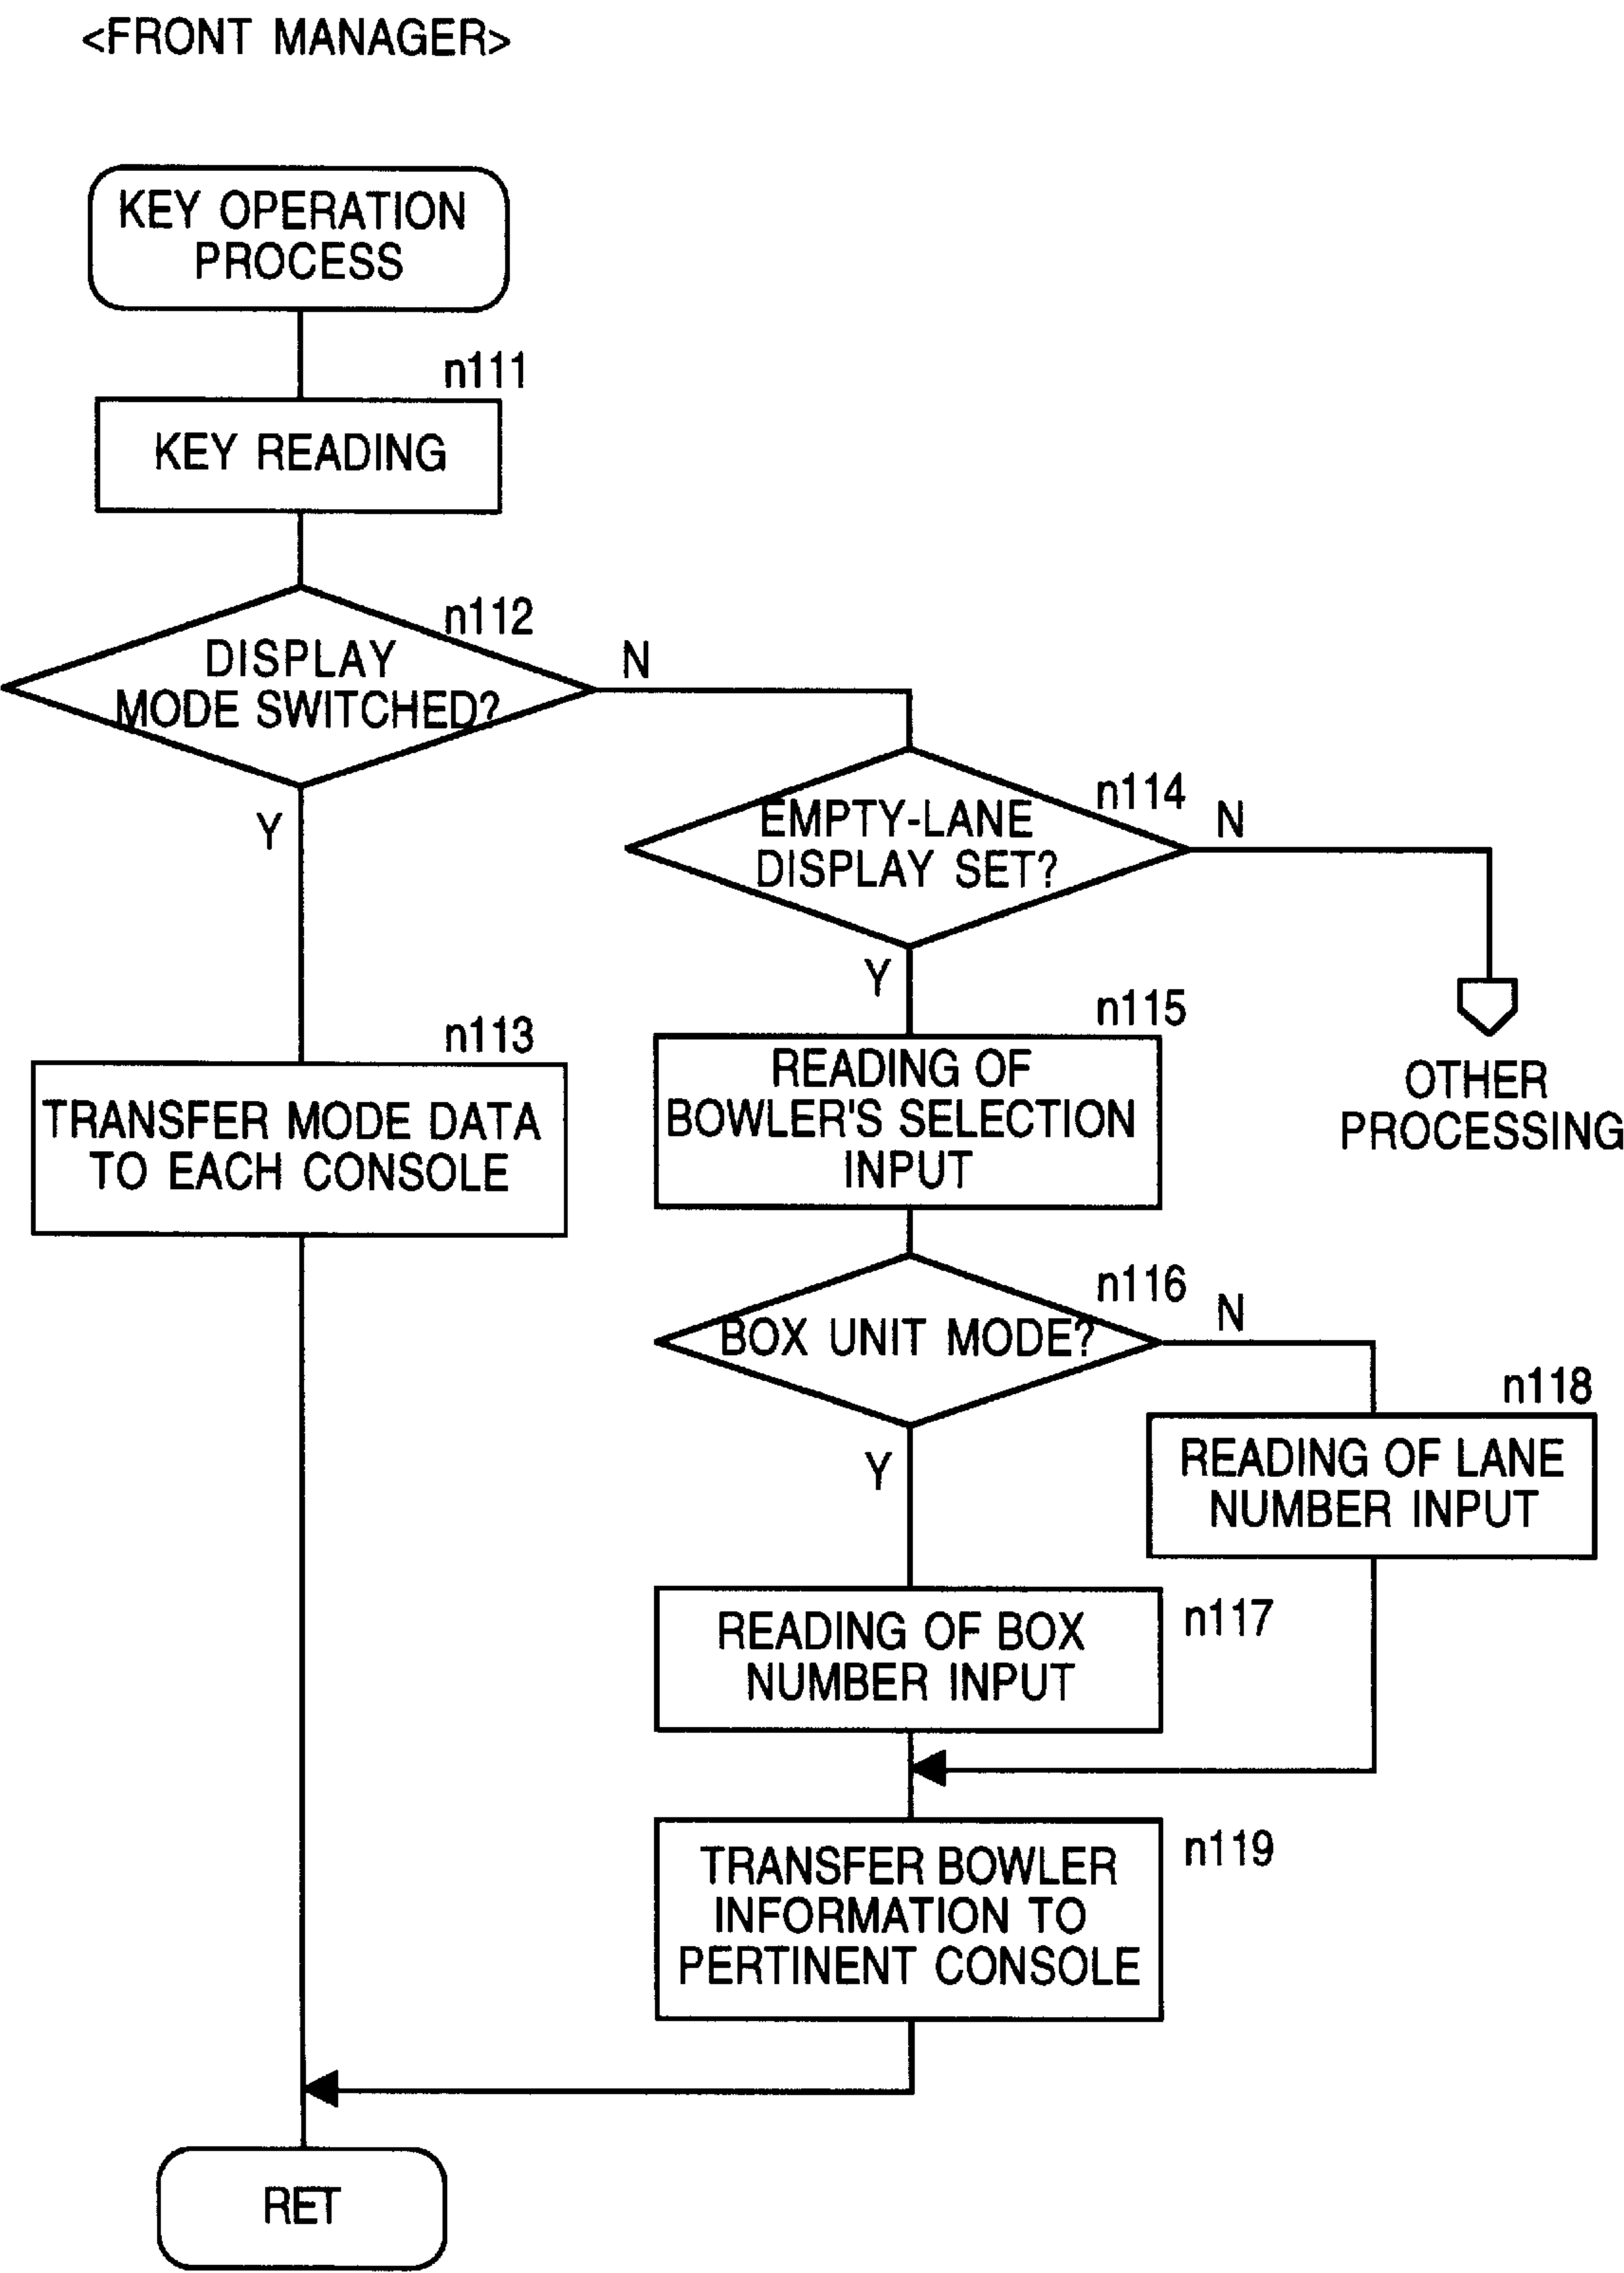 <FRONT MANAGER>
KEY OPERATION
PROCESS
n111
KEY READING
n112
DISPLAY
MODE SWITCHED?
N
Y
n114
EMPTY-LANE
DISPLAY SET?
N
Y
n113
TRANSFER MODE DATA
TO EACH CONSOLE
n115
READING OF
BOWLER'S SELECTION
INPUT
OTHER
PROCESSING
n116
BOX UNIT MODE?
N
Y
n118
READING OF LANE
NUMBER INPUT
n117
READING OF BOX
NUMBER INPUT
n119
TRANSFER BOWLER
INFORMATION TO
PERTINENT CONSOLE
RET